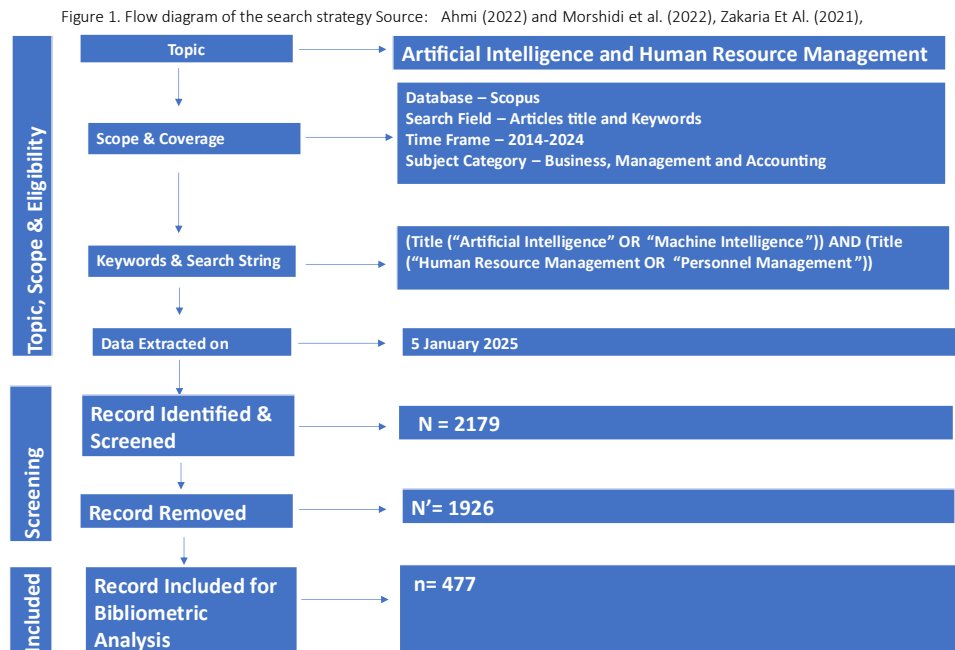 Figure 1. Flow diagram of the search strategy Source: Ahmi (2022) and Morshidi et al. (2022), Zakaria Et Al. (2021),
Topic, Scope & Eligibility
Topic
Artificial Intelligence and Human Resource Management
Scope & Coverage
Database – Scopus
Search Field – Articles title and Keywords
Time Frame – 2014-2024
Subject Category – Business, Management and Accounting
Keywords & Search String
(Title (“Artificial Intelligence” OR “Machine Intelligence”)) AND (Title
(“Human Resource Management OR “Personnel Management”))
Data Extracted on
5 January 2025
Screening
Record Identified &
Screened
N = 2179
Record Removed
N’= 1926
Included
Record Included for
Bibliometric
Analysis
n= 477